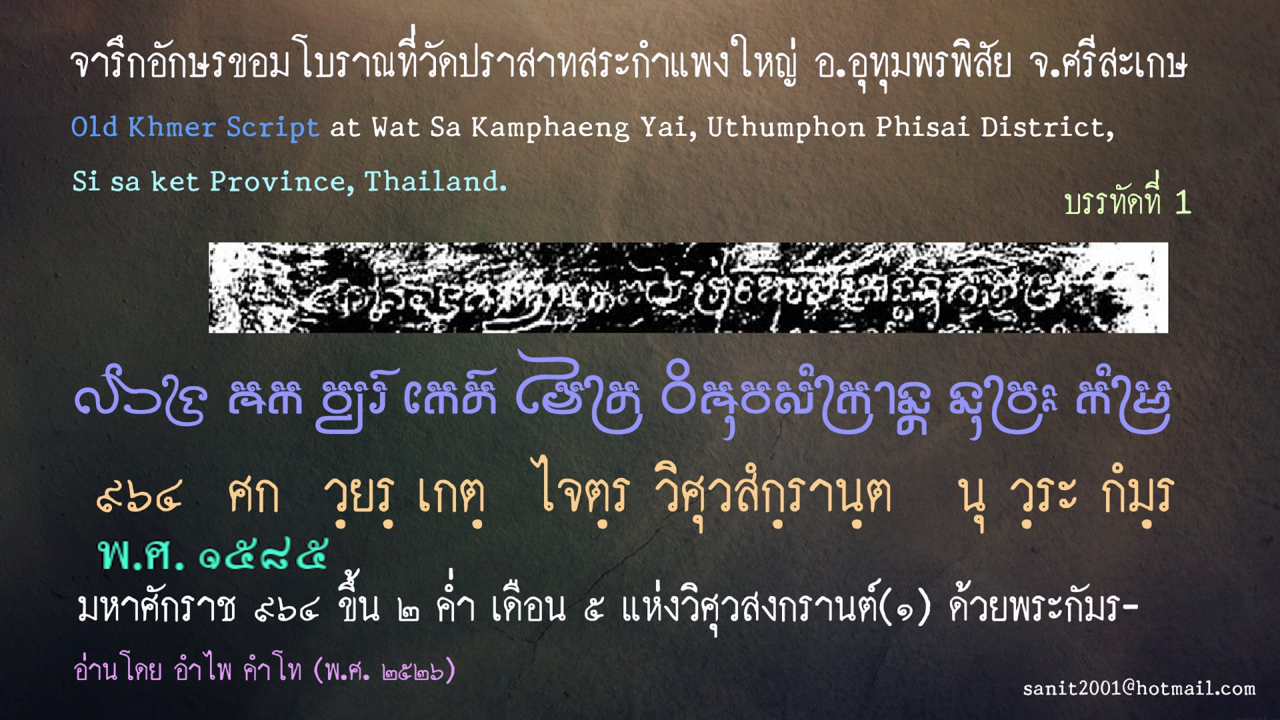 จารึกอักษรขอมโบราณที่วัดปราสาทสระกำแพงใหญ่ อ.อุทุมพรพิสัย จ.ศรีสะเกษ
Old Khmer Script at Wat Sa Kamphaeng Yai, Uthumphon Phisai District,
Si sa ket Province, Thailand.
บรรทัดที่ 1
๙๖๔ ศก วฺยรฺ เกตฺ ไจตฺร วิศุวสํกฺรานฺต นุ วฺระ กํมฺร
พ.ศ. ๑๕๘๕
มหาศักราช ๙๖๔ ขึ้น ๒ ค่ำ เดือน ๕ แห่งวิศุวสงกรานต์(๑) ด้วยพระกัมร-
อ่านโดย อำไพ คำโท (พ.ศ. ๒๕๒๖)
sanit2001@hotmail.com